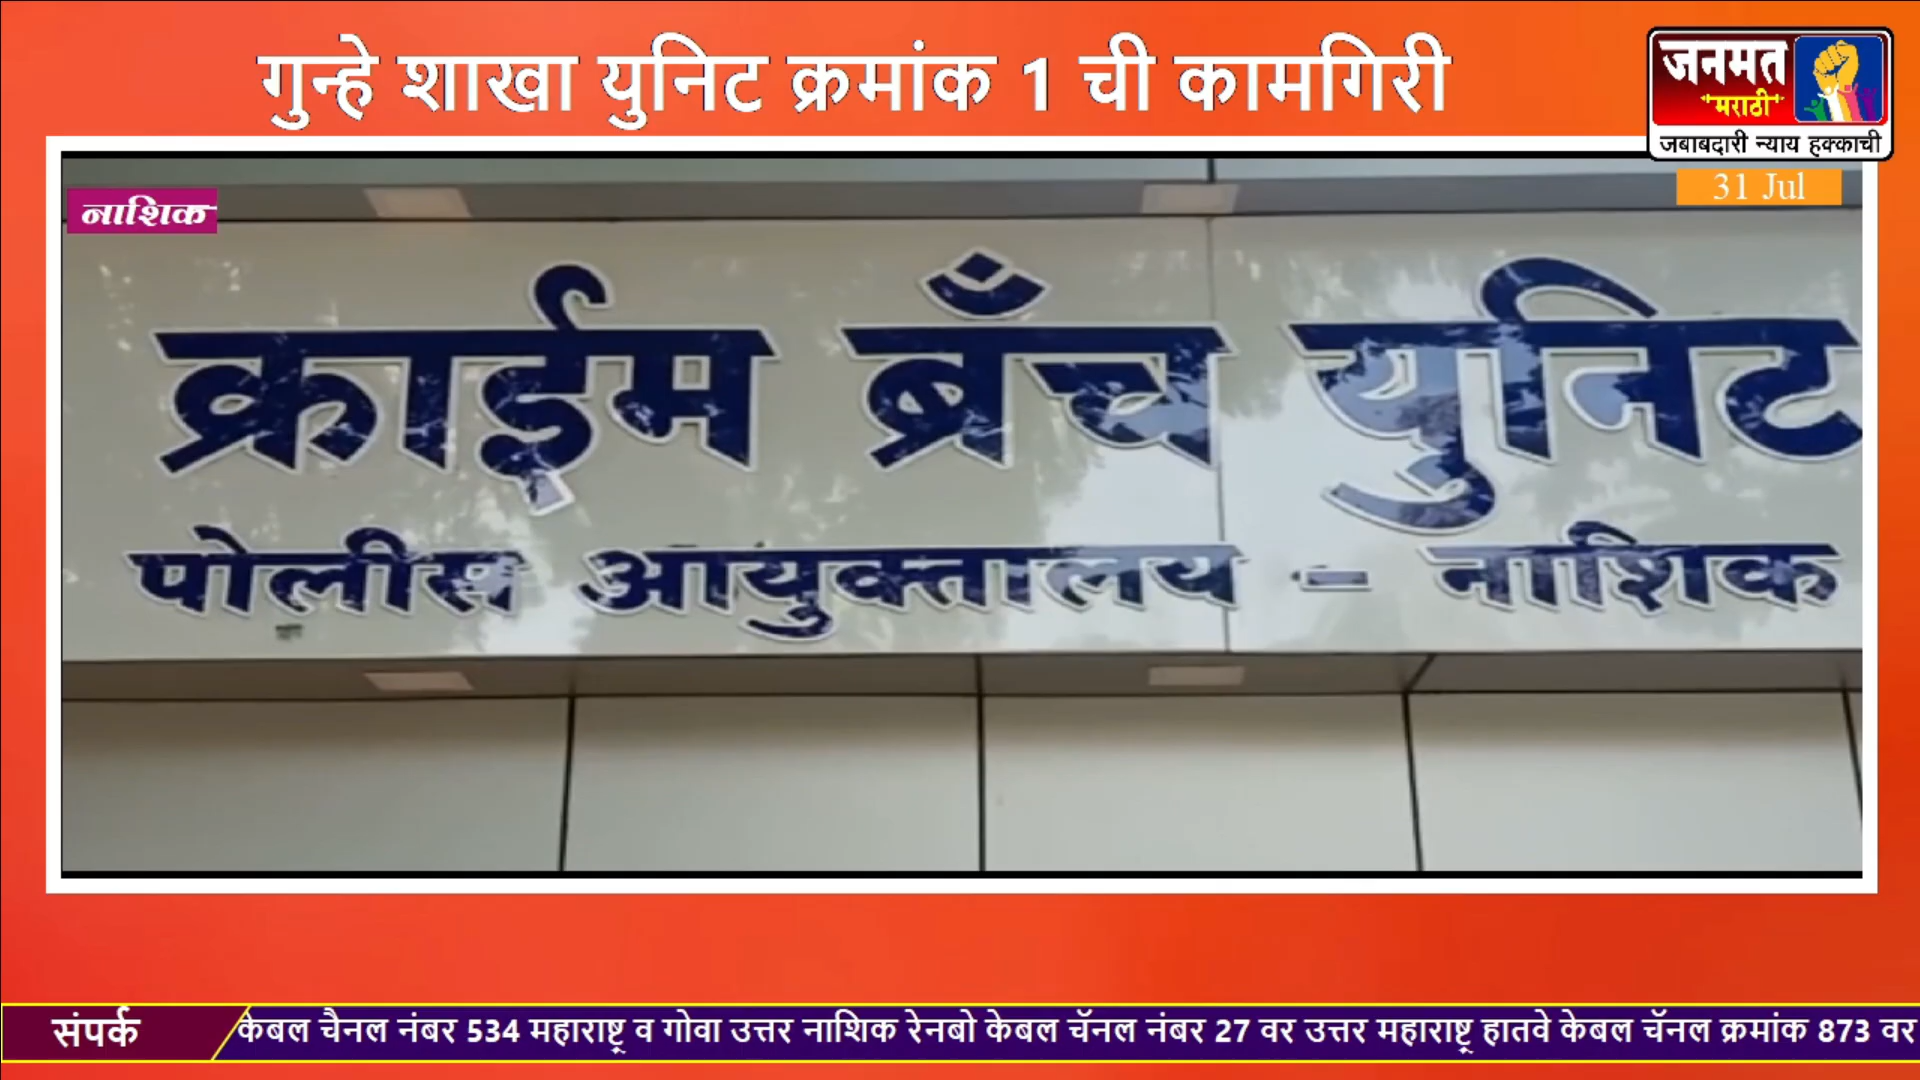 गुन्हे शाखा युनिट क्रमांक 1 ची कामगिरी
जनमत
मराठी
जबाबदारी न्याय हक्काची
31 Jul
नाशिक
क्राईम ब्रँच युनिट
पोलीस आयुक्तालय - नाशिक
संपर्क
केबल चैनल नंबर 534 महाराष्ट्र व गोवा उत्तर नाशिक रेनबो केबल चॅनल नंबर 27 वर उत्तर महाराष्ट्र हातवे केबल चॅनल क्रमांक 873 वर